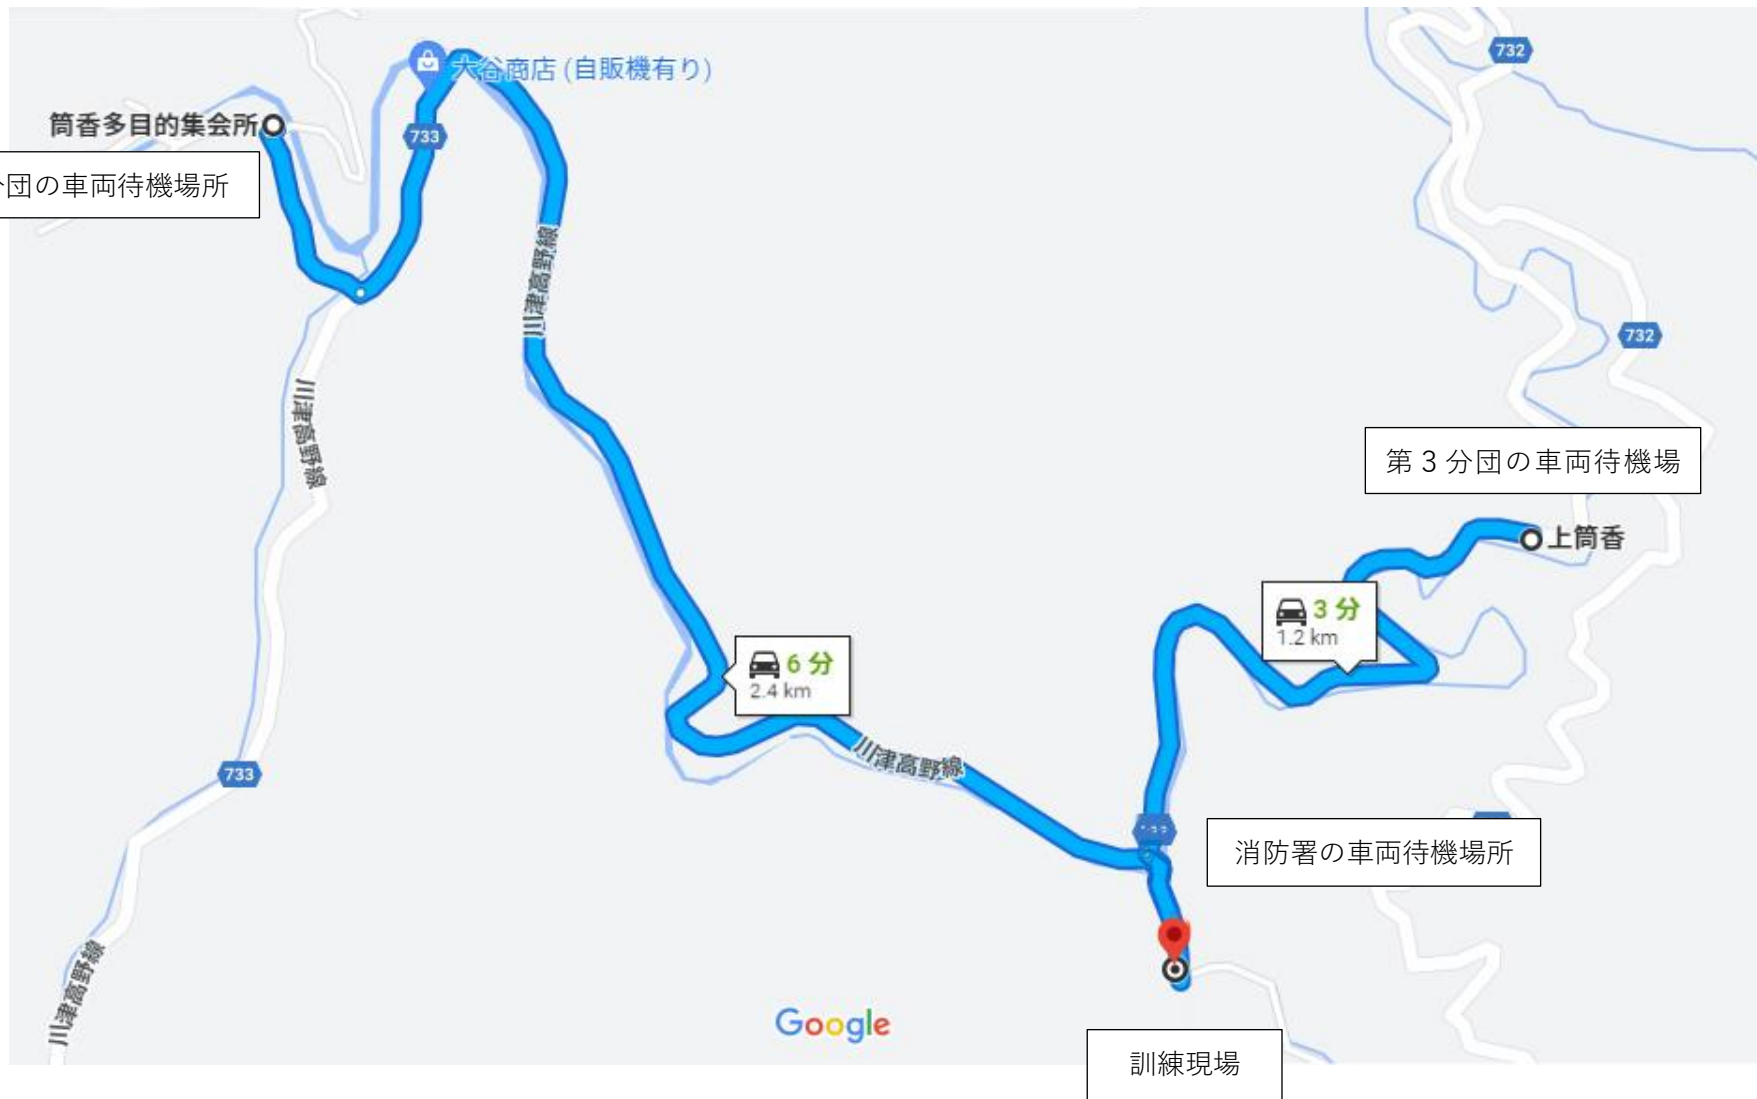 732
大谷商店 (自販機有り)
筒香多目的集会所
733
団の車両待機場所
川津高野線
732
川津高野線
第３分団の車両待機場
上筒香
3 分
1.2 km
6 分
2.4 km
川津高野線
733
消防署の車両待機場所
川津高野線
Google
訓練現場